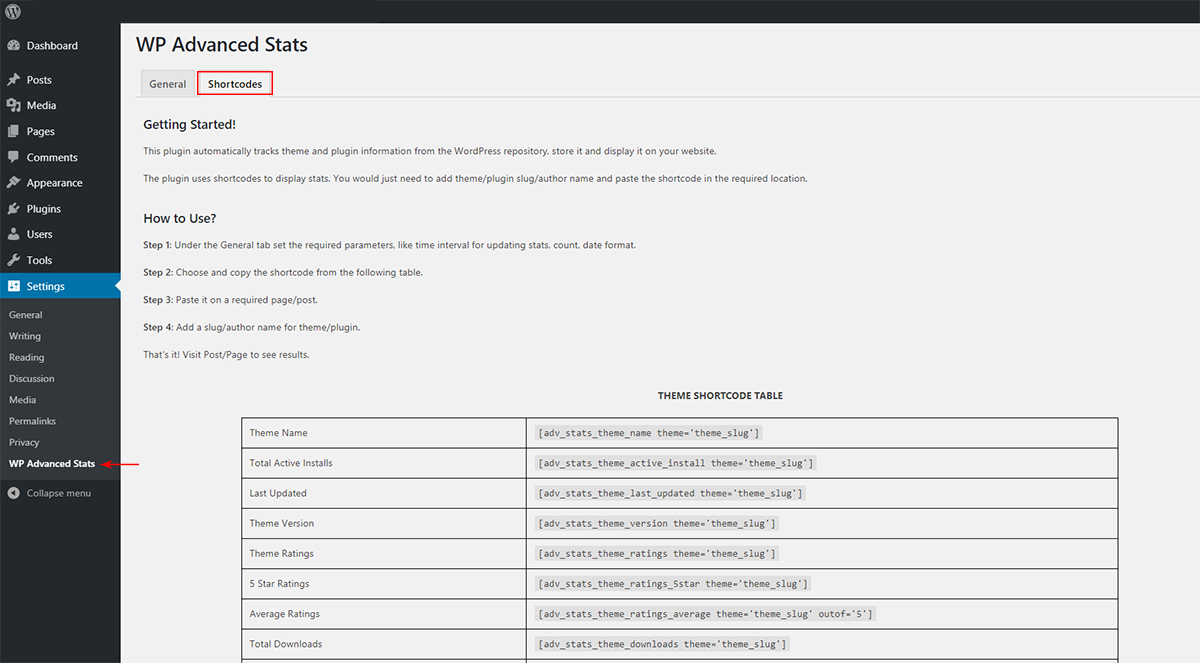 Dashboard
Posts
Media
Pages
Comments
Appearance
Plugins
Users
Tools
Settings
General
Writing
Reading
Discussion
Media
Permalinks
Privacy
WP Advanced Stats
Collapse menu
WP Advanced Stats
General Shortcodes
Getting Started!
This plugin automatically tracks theme and plugin information from the WordPress repository, store it and display it on your website.
The plugin uses shortcodes to display stats. You would just need to add theme/plugin slug/author name and paste the shortcode in the required location.
How to Use?
Step 1: Under the General tab set the required parameters, like time interval for updating stats, count, date format.
Step 2: Choose and copy the shortcode from the following table.
Step 3: Paste it on a required page/post.
Step 4: Add a slug/author name for theme/plugin.
That's it! Visit Post/Page to see results.
THEME SHORTCODE TABLE
Theme Name [adv_stats_theme_name theme='theme_slug']
Total Active Installs [adv_stats_theme_active_install theme='theme_slug']
Last Updated [adv_stats_theme_last_updated theme='theme_slug']
Theme Version [adv_stats_theme_version theme='theme_slug']
Theme Ratings [adv_stats_theme_ratings theme='theme_slug']
5 Star Ratings [adv_stats_theme_ratings_5star theme='theme_slug']
Average Ratings [adv_stats_theme_ratings_average theme='theme_slug' outof='5']
Total Downloads [adv_stats_theme_downloads theme='theme_slug']